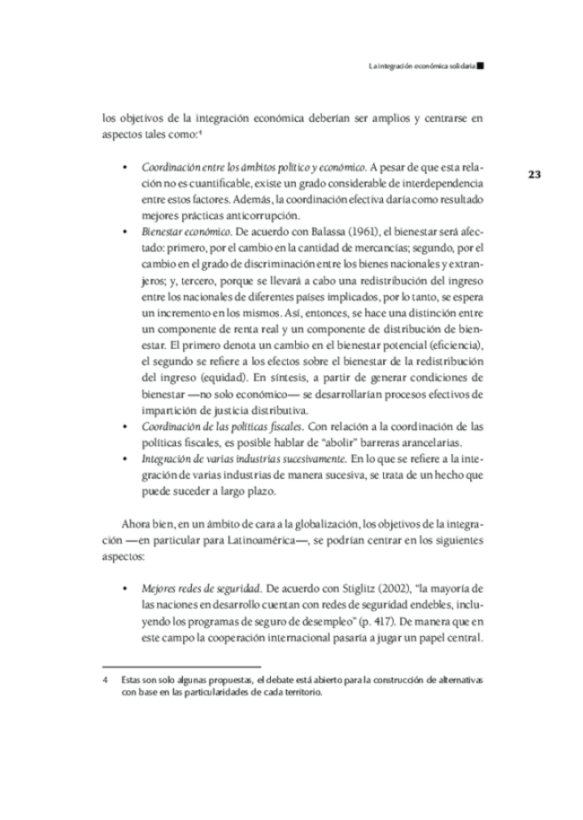 La integración económica solidaria
los objetivos de la integración económica deberían ser amplios y centrarse en
aspectos tales como:⁴
23
• Coordinación entre los ámbitos político y económico. A pesar de que esta rela-
ción no es cuantificable, existe un grado considerable de interdependencia
entre estos factores. Además, la coordinación efectiva daría como resultado
mejores prácticas anticorrupción.
• Bienestar económico. De acuerdo con Balassa (1961), el bienestar será afec-
tado: primero, por el cambio en la cantidad de mercancías; segundo, por el
cambio en el grado de discriminación entre los bienes nacionales y extran-
jeros; y, tercero, porque se llevará a cabo una redistribución del ingreso
entre los nacionales de diferentes países implicados, por lo tanto, se espera
un incremento en los mismos. Así, entonces, se hace una distinción entre
un componente de renta real y un componente de distribución de bien-
estar. El primero denota un cambio en el bienestar potencial (eficiencia),
el segundo se refiere a los efectos sobre el bienestar de la redistribución
del ingreso (equidad). En síntesis, a partir de generar condiciones de
bienestar —no solo económico— se desarrollarían procesos efectivos de
impartición de justicia distributiva.
• Coordinación de las políticas fiscales. Con relación a la coordinación de las
políticas fiscales, es posible hablar de “abolir” barreras arancelarias.
• Integración de varias industrias sucesivamente. En lo que se refiere a la inte-
gración de varias industrias de manera sucesiva, se trata de un hecho que
puede suceder a largo plazo.
Ahora bien, en un ámbito de cara a la globalización, los objetivos de la integra-
ción —en particular para Latinoamérica—, se podrían centrar en los siguientes
aspectos:
• Mejores redes de seguridad. De acuerdo con Stiglitz (2002), “la mayoría de
las naciones en desarrollo cuentan con redes de seguridad endebles, inclu-
yendo los programas de seguro de desempleo” (p. 417). De manera que en
este campo la cooperación internacional pasaría a jugar un papel central.
4 Estas son solo algunas propuestas, el debate está abierto para la construcción de alternativas
con base en las particularidades de cada territorio.